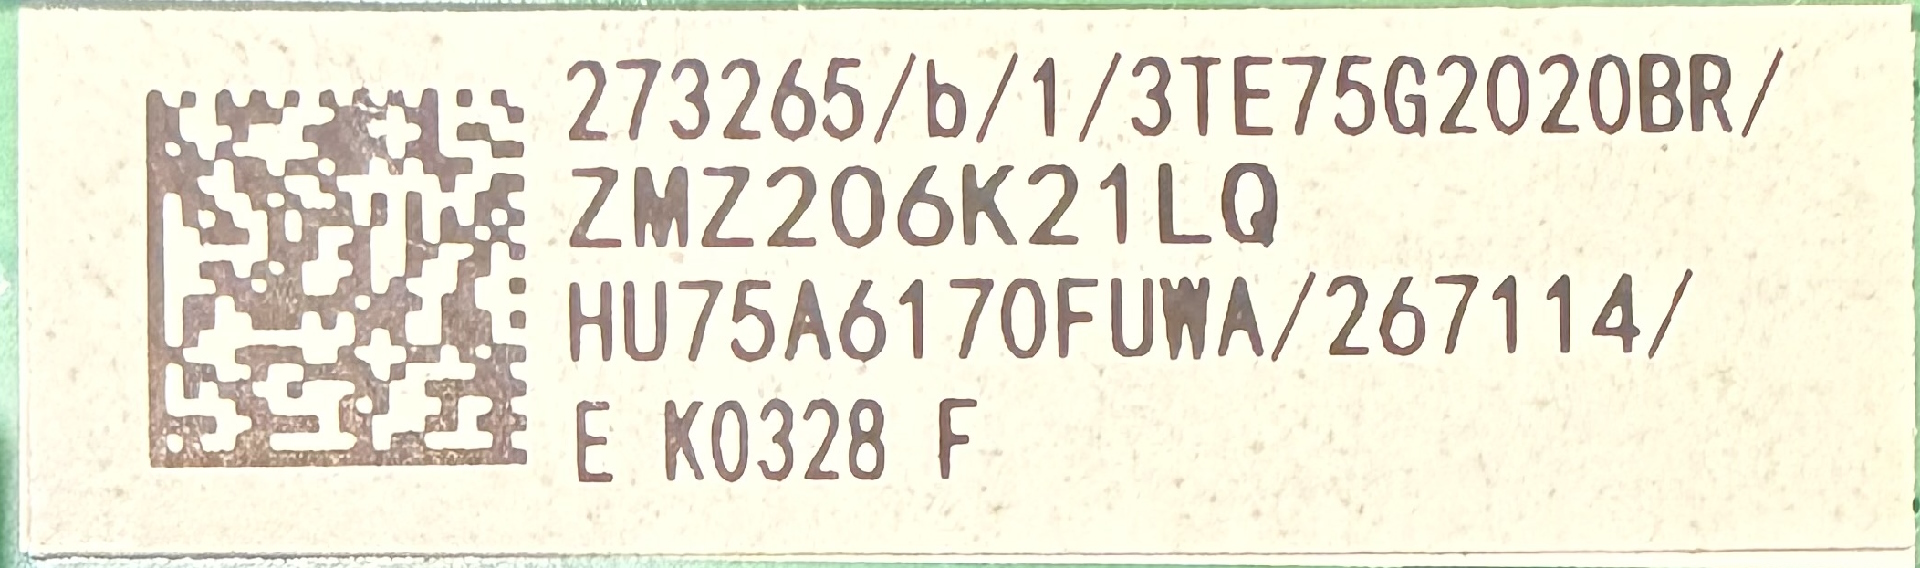 273265/b/1/3TE75G2020BR/
ZMZ206K21LQ
HU75A6170FUWA/267114/
E K0328 F